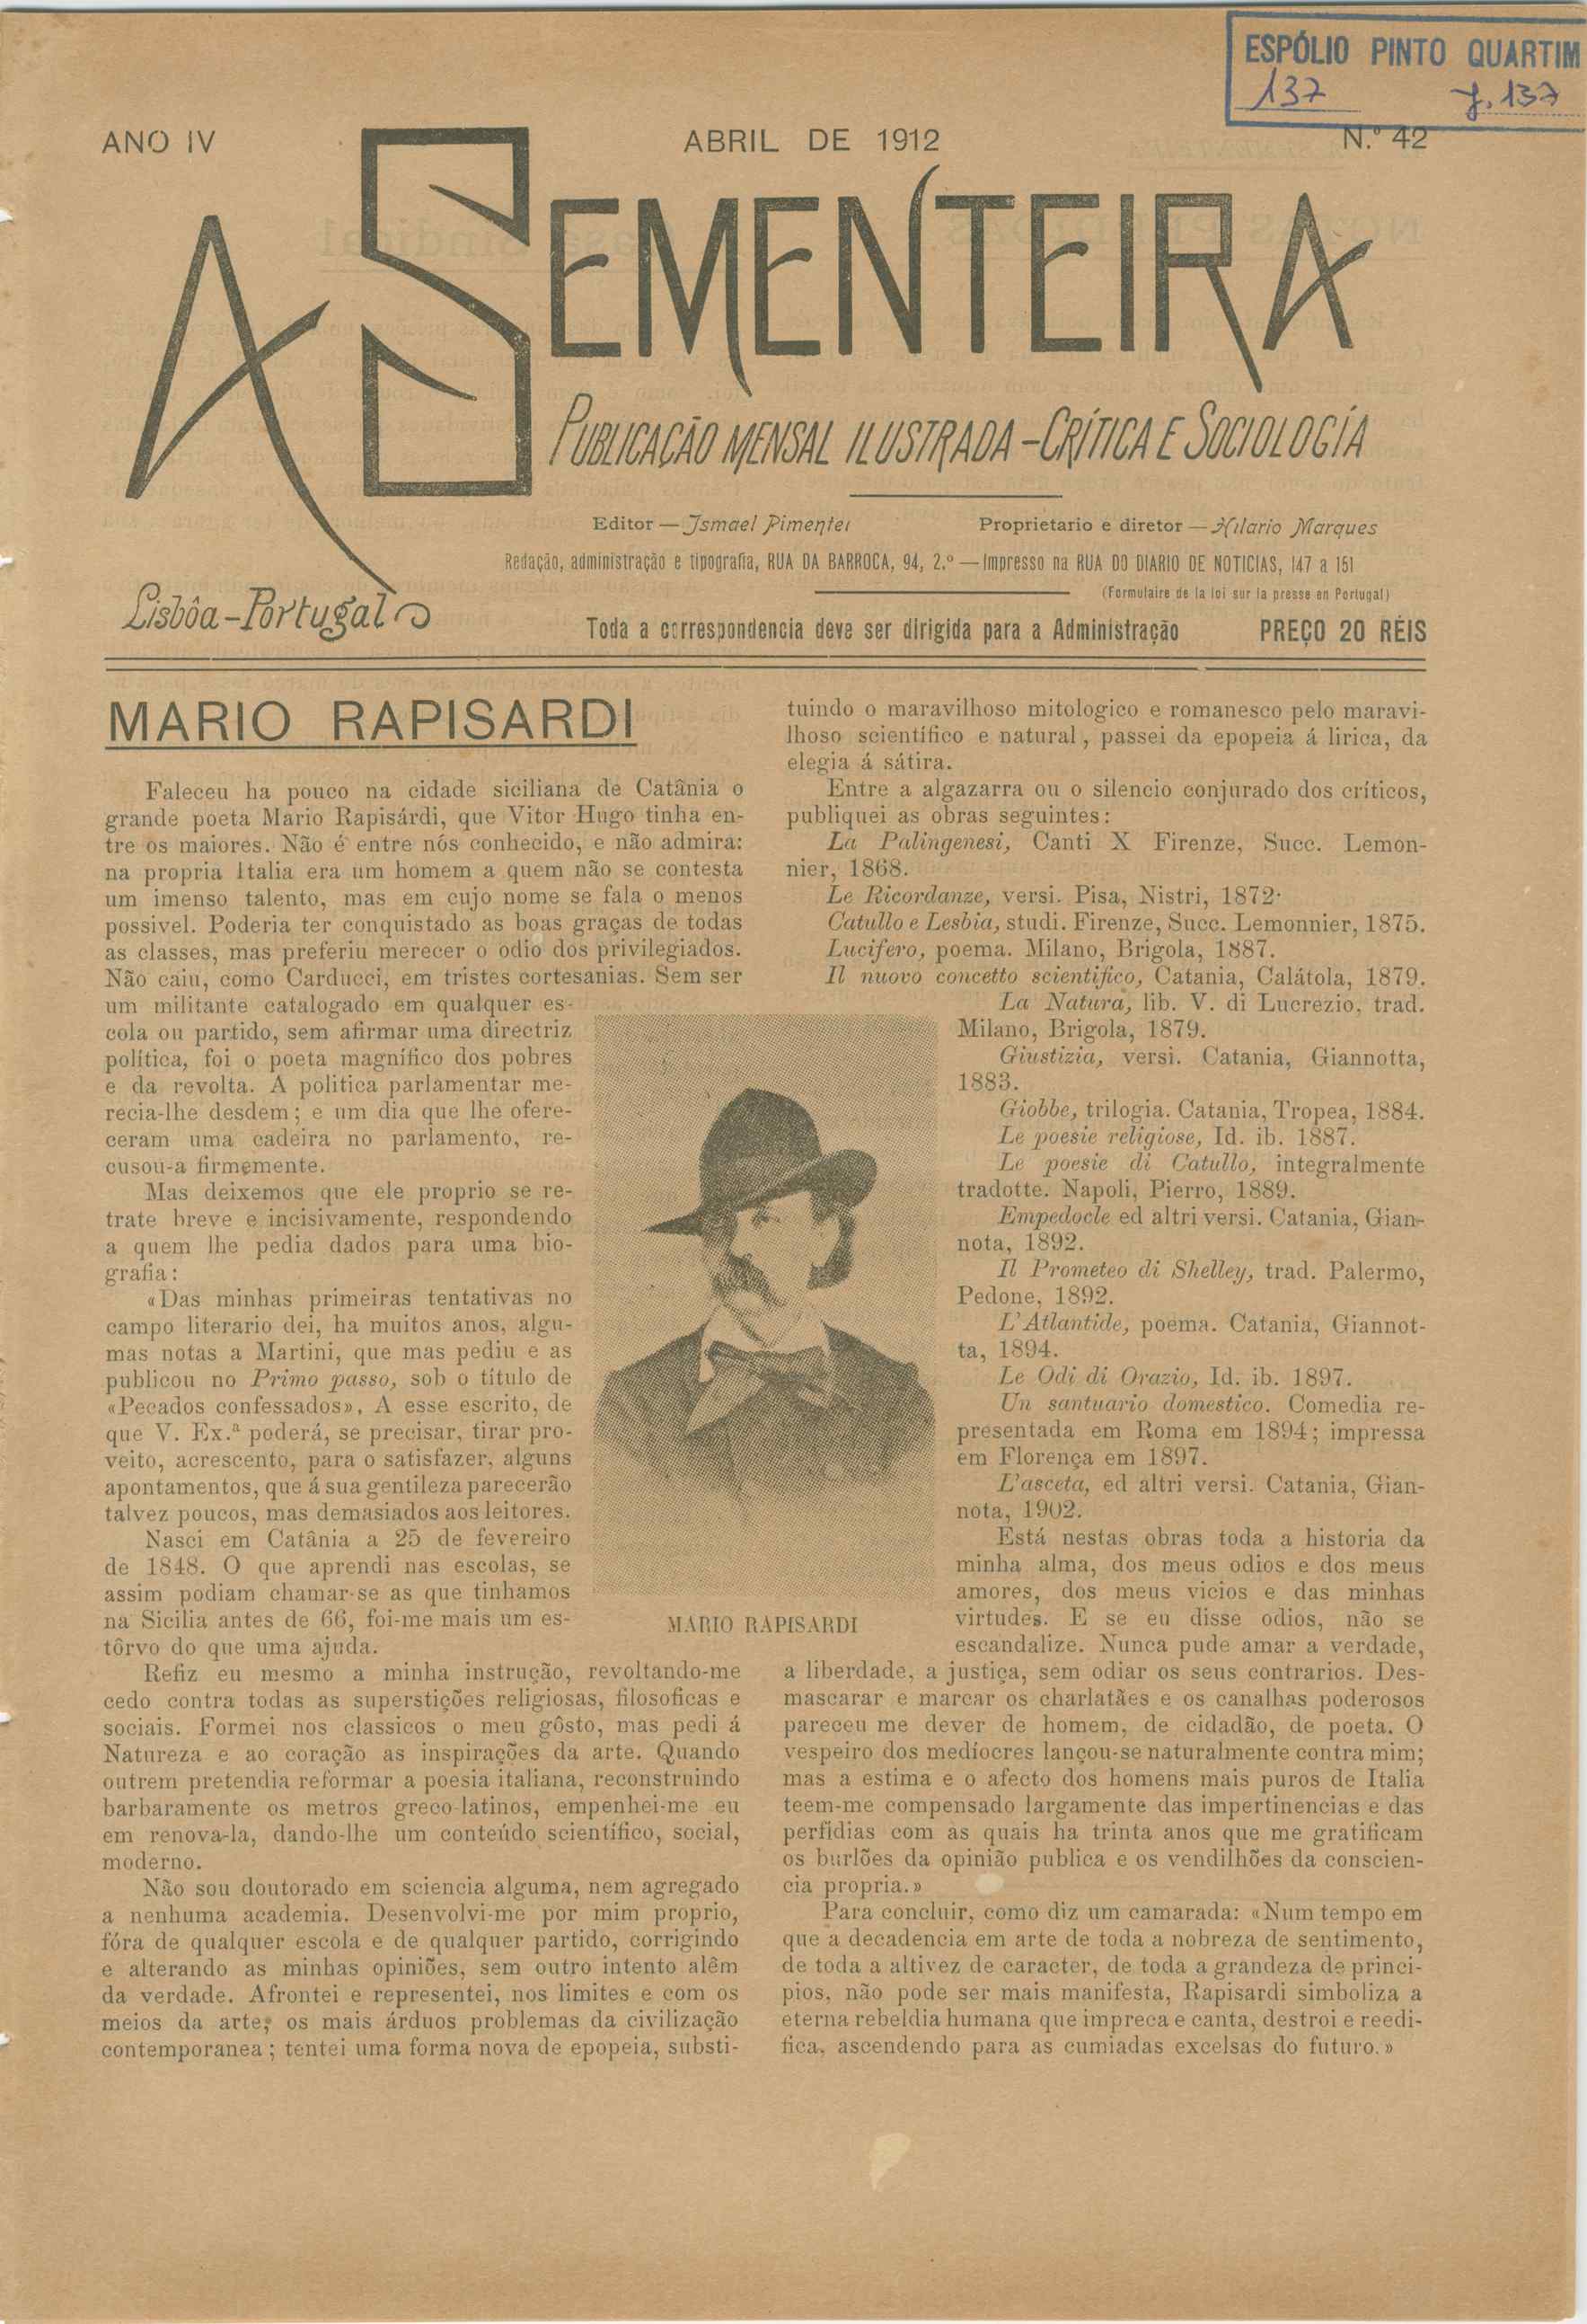 ESPÓLIO PINTO QUARTIM
137
ANO IV
ABRIL DE 1912
N.º 42
A SEMENTEIRA
PUBLICAÇÃO MENSAL ILUSTRADA - CRÍTICA E SOCIOLOGÍA
Editor — Ismael Pimentel
Proprietario e diretor — Hilario Marques
Redação, administração e tipografia, RUA DA BARROCA, 94, 2.º — Impresso na RUA DO DIARIO DE NOTICIAS, 147 a 151
(Formulaire de la loi sur la presse en Portugal)
Lisbôa - Portugal
Toda a correspondencia deve ser dirigida para a Administração
PREÇO 20 RÉIS
MARIO RAPISARDI
Faleceu ha pouco na cidade siciliana de Catânia o
grande poeta Mario Rapisárdi, que Vitor Hugo tinha en-
tre os maiores. Não é entre nós conhecido, e não admira:
na propria Italia era um homem a quem não se contesta
um imenso talento, mas em cujo nome se fala o menos
possivel. Poderia ter conquistado as boas graças de todas
as classes, mas preferiu merecer o odio dos privilegiados.
Não caiu, como Carducci, em tristes cortesanias. Sem ser
um militante catalogado em qualquer es-
cola ou partido, sem afirmar uma directriz
política, foi o poeta magnífico dos pobres
e da revolta. A politica parlamentar me-
recia-lhe desdem; e um dia que lhe ofere-
ceram uma cadeira no parlamento, re-
cusou-a firmemente.
Mas deixemos que ele proprio se re-
trate breve e incisivamente, respondendo
a quem lhe pedia dados para uma bio-
grafia:
«Das minhas primeiras tentativas no
campo literario dei, ha muitos anos, algu-
mas notas a Martini, que mas pediu e as
publicou no Primo passo, sob o título de
«Pecados confessados». A esse escrito, de
que V. Ex.ª poderá, se precisar, tirar pro-
veito, acrescento, para o satisfazer, alguns
apontamentos, que á sua gentileza parecerão
talvez poucos, mas demasiados aos leitores.
Nasci em Catânia a 25 de fevereiro
de 1848. O que aprendi nas escolas, se
assim podiam chamar-se as que tinhamos
na Sicilia antes de 66, foi-me mais um es-
tôrvo do que uma ajuda.
Refiz eu mesmo a minha instrução, revoltando-me
cedo contra todas as superstições religiosas, filosoficas e
sociais. Formei nos classicos o meu gôsto, mas pedi á
Natureza e ao coração as inspirações da arte. Quando
outrem pretendia reformar a poesia italiana, reconstruindo
barbaramente os metros greco-latinos, empenhei-me eu
em renova-la, dando-lhe um conteúdo scientífico, social,
moderno.
Não sou doutorado em sciencia alguma, nem agregado
a nenhuma academia. Desenvolvi-me por mim proprio,
fóra de qualquer escola e de qualquer partido, corrigindo
e alterando as minhas opiniões, sem outro intento alêm
da verdade. Afrontei e representei, nos limites e com os
meios da arte, os mais árduos problemas da civilização
contemporanea; tentei uma forma nova de epopeia, substi-
MARIO RAPISARDI
tuindo o maravilhoso mitologico e romanesco pelo maravi-
lhoso scientífico e natural, passei da epopeia á lirica, da
elegia á sátira.
Entre a algazarra ou o silencio conjurado dos críticos,
publiquei as obras seguintes:
La Palingenesi, Canti X Firenze, Succ. Lemon-
nier, 1868.
Le Ricordanze, versi. Pisa, Nistri, 1872.
Catullo e Lesbia, studi. Firenze, Succ. Lemonnier, 1875.
Lucifero, poema. Milano, Brigola, 1887.
Il nuovo concetto scientifico, Catania, Calátola, 1879.
La Natura, lib. V. di Lucrezio, trad.
Milano, Brigola, 1879.
Giustizia, versi. Catania, Giannotta,
1883.
Giobbe, trilogia. Catania, Tropea, 1884.
Le poesie religiose, Id. ib. 1887.
Le poesie di Catullo, integralmente
tradotte. Napoli, Pierro, 1889.
Empedocle ed altri versi. Catania, Gian-
nota, 1892.
Il Prometeo di Shelley, trad. Palermo,
Pedone, 1892.
L'Atlantide, poema. Catania, Giannot-
ta, 1894.
Le Odi di Orazio, Id. ib. 1897.
Un santuario domestico. Comedia re-
presentada em Roma em 1894; impressa
em Florença em 1897.
L'asceta, ed altri versi. Catania, Gian-
nota, 1902.
Está nestas obras toda a historia da
minha alma, dos meus odios e dos meus
amores, dos meus vicios e das minhas
virtudes. E se eu disse odios, não se
escandalize. Nunca pude amar a verdade,
a liberdade, a justiça, sem odiar os seus contrarios. Des-
mascarar e marcar os charlatães e os canalhas poderosos
pareceu me dever de homem, de cidadão, de poeta. O
vespeiro dos medíocres lançou-se naturalmente contra mim;
mas a estima e o afecto dos homens mais puros de Italia
teem-me compensado largamente das impertinencias e das
perfidias com as quais ha trinta anos que me gratificam
os burlões da opinião publica e os vendilhões da conscien-
cia propria.»
Para concluir, como diz um camarada: «Num tempo em
que a decadencia em arte de toda a nobreza de sentimento,
de toda a altivez de caracter, de toda a grandeza de princi-
pios, não pode ser mais manifesta, Rapisardi simboliza a
eterna rebeldia humana que impreca e canta, destroi e reedi-
fica, ascendendo para as cumiadas excelsas do futuro.»